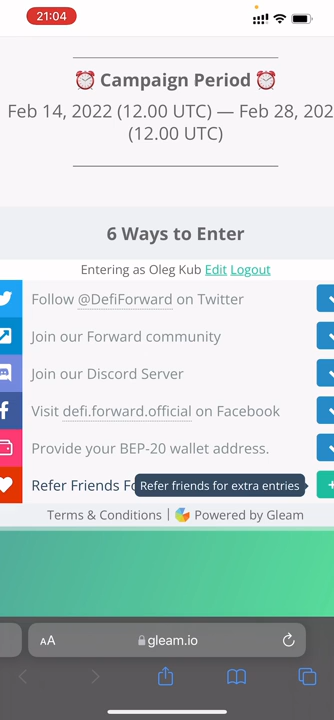 21:04
⏰ Campaign Period ⏰
Feb 14, 2022 (12.00 UTC) — Feb 28, 202
(12.00 UTC)
6 Ways to Enter
Entering as Oleg Kub Edit Logout
Follow @DefiForward on Twitter
Join our Forward community
Join our Discord Server
Visit defi.forward.official on Facebook
Provide your BEP-20 wallet address.
Refer Friends Fo
Refer friends for extra entries
Terms & Conditions | Powered by Gleam
AA gleam.io